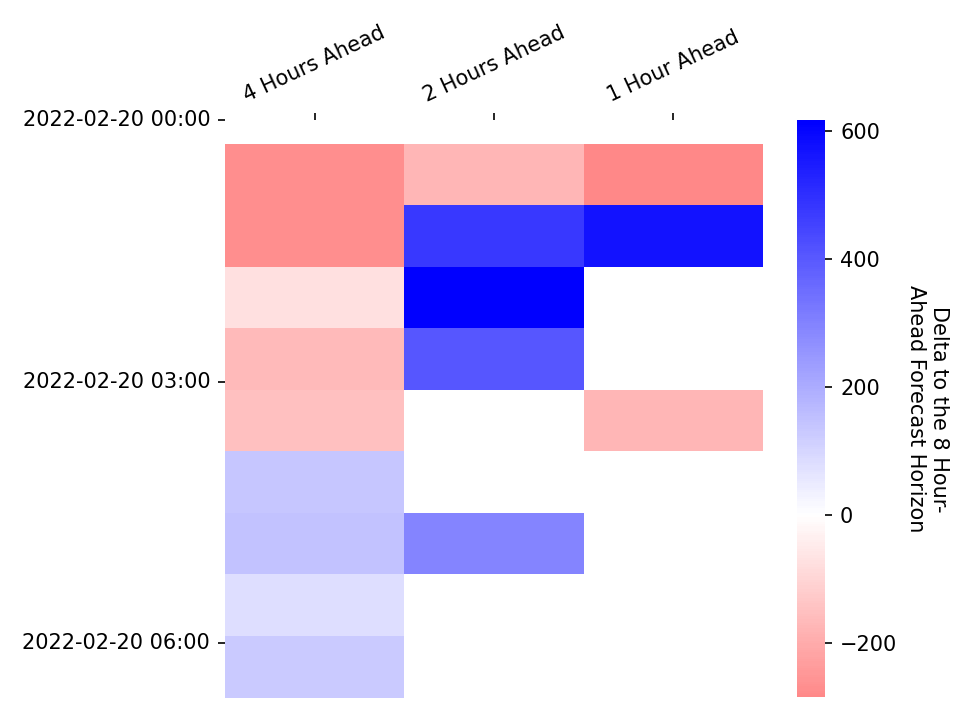 4 Hours Ahead
2 Hours Ahead
1 Hour Ahead
2022-02-20 00:00
2022-02-20 03:00
2022-02-20 06:00
600
400
200
0
−200
Delta to the 8 Hour-
Ahead Forecast Horizon